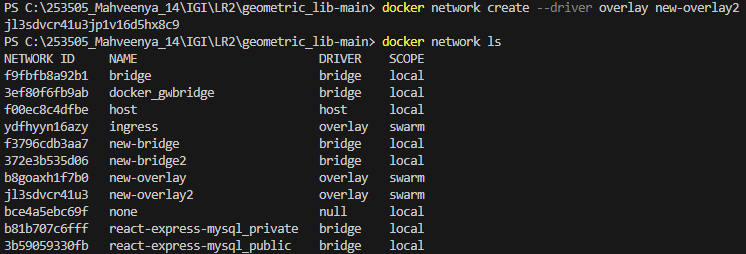 PS C:\253505_Mahveenya_14\IGI\LR2\geometric_lib-main> docker network create --driver overlay new-overlay2
jl3sdvcr41u3jp1v16d5hx8c9
PS C:\253505_Mahveenya_14\IGI\LR2\geometric_lib-main> docker network ls
NETWORK ID     NAME                          DRIVER    SCOPE
f9fbfb8a92b1   bridge                        bridge    local
3ef80f6fb9ab   docker_gwbridge               bridge    local
f00ec8c4dfbe   host                          host      local
ydfhyyn16azy   ingress                       overlay   swarm
f3796cdb3aa7   new-bridge                    bridge    local
372e3b535d06   new-bridge2                   bridge    local
b8goaxh1f7b0   new-overlay                   overlay   swarm
jl3sdvcr41u3   new-overlay2                  overlay   swarm
bce4a5ebc69f   none                          null      local
b81b707c6fff   react-express-mysql_private   bridge    local
3b59059330fb   react-express-mysql_public    bridge    local